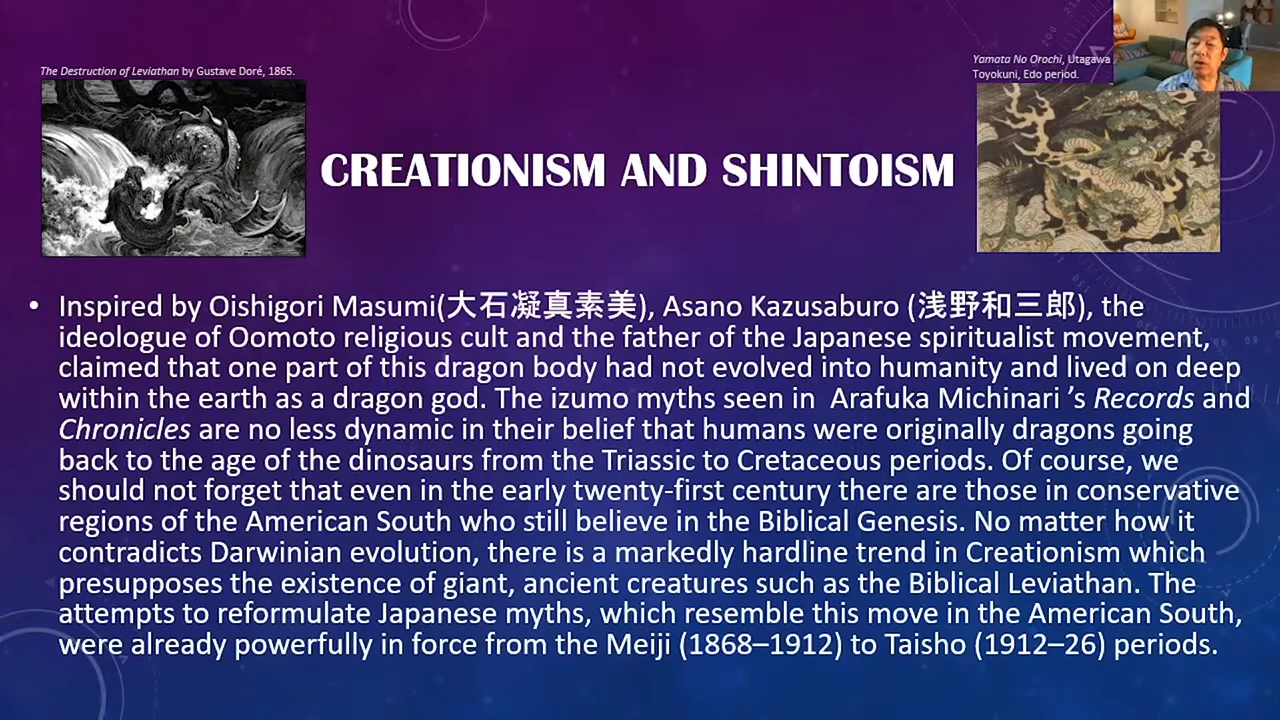 The Destruction of Leviathan by Gustave Doré, 1865.
Yamata No Orochi, Utagawa
Toyokuni, Edo period.
CREATIONISM AND SHINTOISM
• Inspired by Oishigori Masumi(大石凝真素美), Asano Kazusaburo (浅野和三郎), the
ideologue of Oomoto religious cult and the father of the Japanese spiritualist movement,
claimed that one part of this dragon body had not evolved into humanity and lived on deep
within the earth as a dragon god. The izumo myths seen in Arafuka Michinari ’s Records and
Chronicles are no less dynamic in their belief that humans were originally dragons going
back to the age of the dinosaurs from the Triassic to Cretaceous periods. Of course, we
should not forget that even in the early twenty-first century there are those in conservative
regions of the American South who still believe in the Biblical Genesis. No matter how it
contradicts Darwinian evolution, there is a markedly hardline trend in Creationism which
presupposes the existence of giant, ancient creatures such as the Biblical Leviathan. The
attempts to reformulate Japanese myths, which resemble this move in the American South,
were already powerfully in force from the Meiji (1868–1912) to Taisho (1912–26) periods.